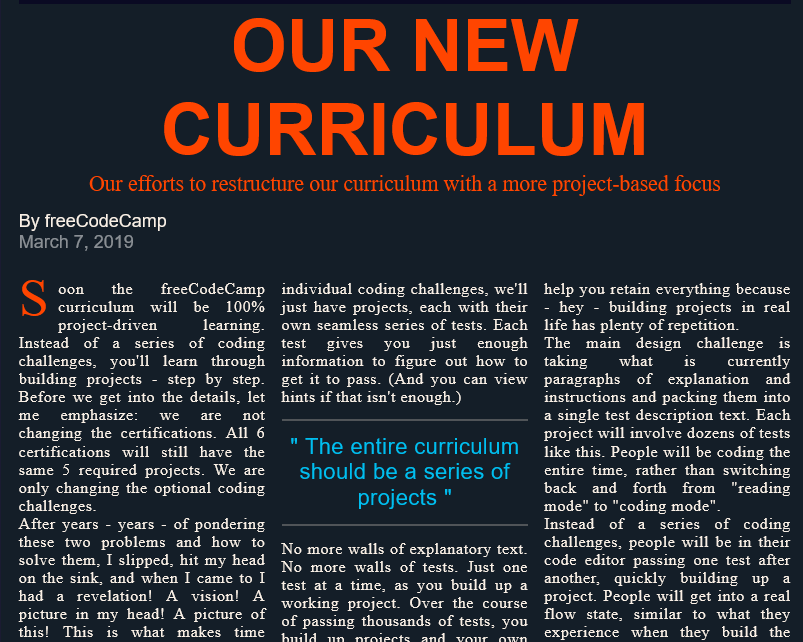 OUR NEW
CURRICULUM
Our efforts to restructure our curriculum with a more project-based focus
By freeCodeCamp
March 7, 2019
Soon the freeCodeCamp
curriculum will be 100%
project-driven learning.
Instead of a series of coding
challenges, you'll learn through
building projects - step by step.
Before we get into the details, let
me emphasize: we are not
changing the certifications. All 6
certifications will still have the
same 5 required projects. We are
only changing the optional coding
challenges.
After years - years - of pondering
these two problems and how to
solve them, I slipped, hit my head
on the sink, and when I came to I
had a revelation! A vision! A
picture in my head! A picture of
this! This is what makes time
individual coding challenges, we'll
just have projects, each with their
own seamless series of tests. Each
test gives you just enough
information to figure out how to
get it to pass. (And you can view
hints if that isn't enough.)
" The entire curriculum
should be a series of
projects "
No more walls of explanatory text.
No more walls of tests. Just one
test at a time, as you build up a
working project. Over the course
of passing thousands of tests, you
build up projects and your own
help you retain everything because
- hey - building projects in real
life has plenty of repetition.
The main design challenge is
taking what is currently
paragraphs of explanation and
instructions and packing them into
a single test description text. Each
project will involve dozens of tests
like this. People will be coding the
entire time, rather than switching
back and forth from "reading
mode" to "coding mode".
Instead of a series of coding
challenges, people will be in their
code editor passing one test after
another, quickly building up a
project. People will get into a real
flow state, similar to what they
experience when they build the